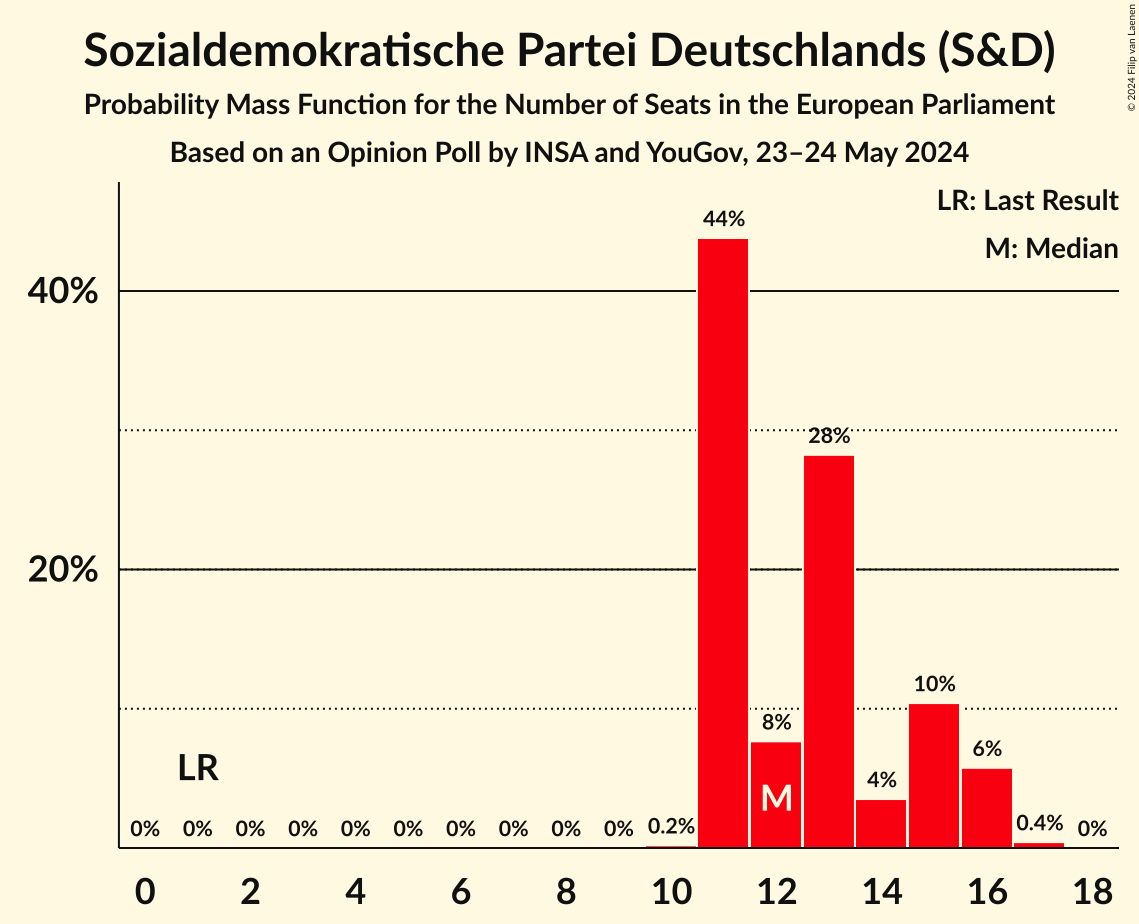 Sozialdemokratische Partei Deutschlands (S&D)
Probability Mass Function for the Number of Seats in the European Parliament
Based on an Opinion Poll by INSA and YouGov, 23–24 May 2024
© 2024 Filip van Laenen
LR: Last Result
M: Median
44%
40%
28%
20%
10%
8%
6%
4%
LR
M
0% 0% 0% 0% 0% 0% 0% 0% 0% 0% 0.2% 0.4% 0%
0 2 4 6 8 10 12 14 16 18